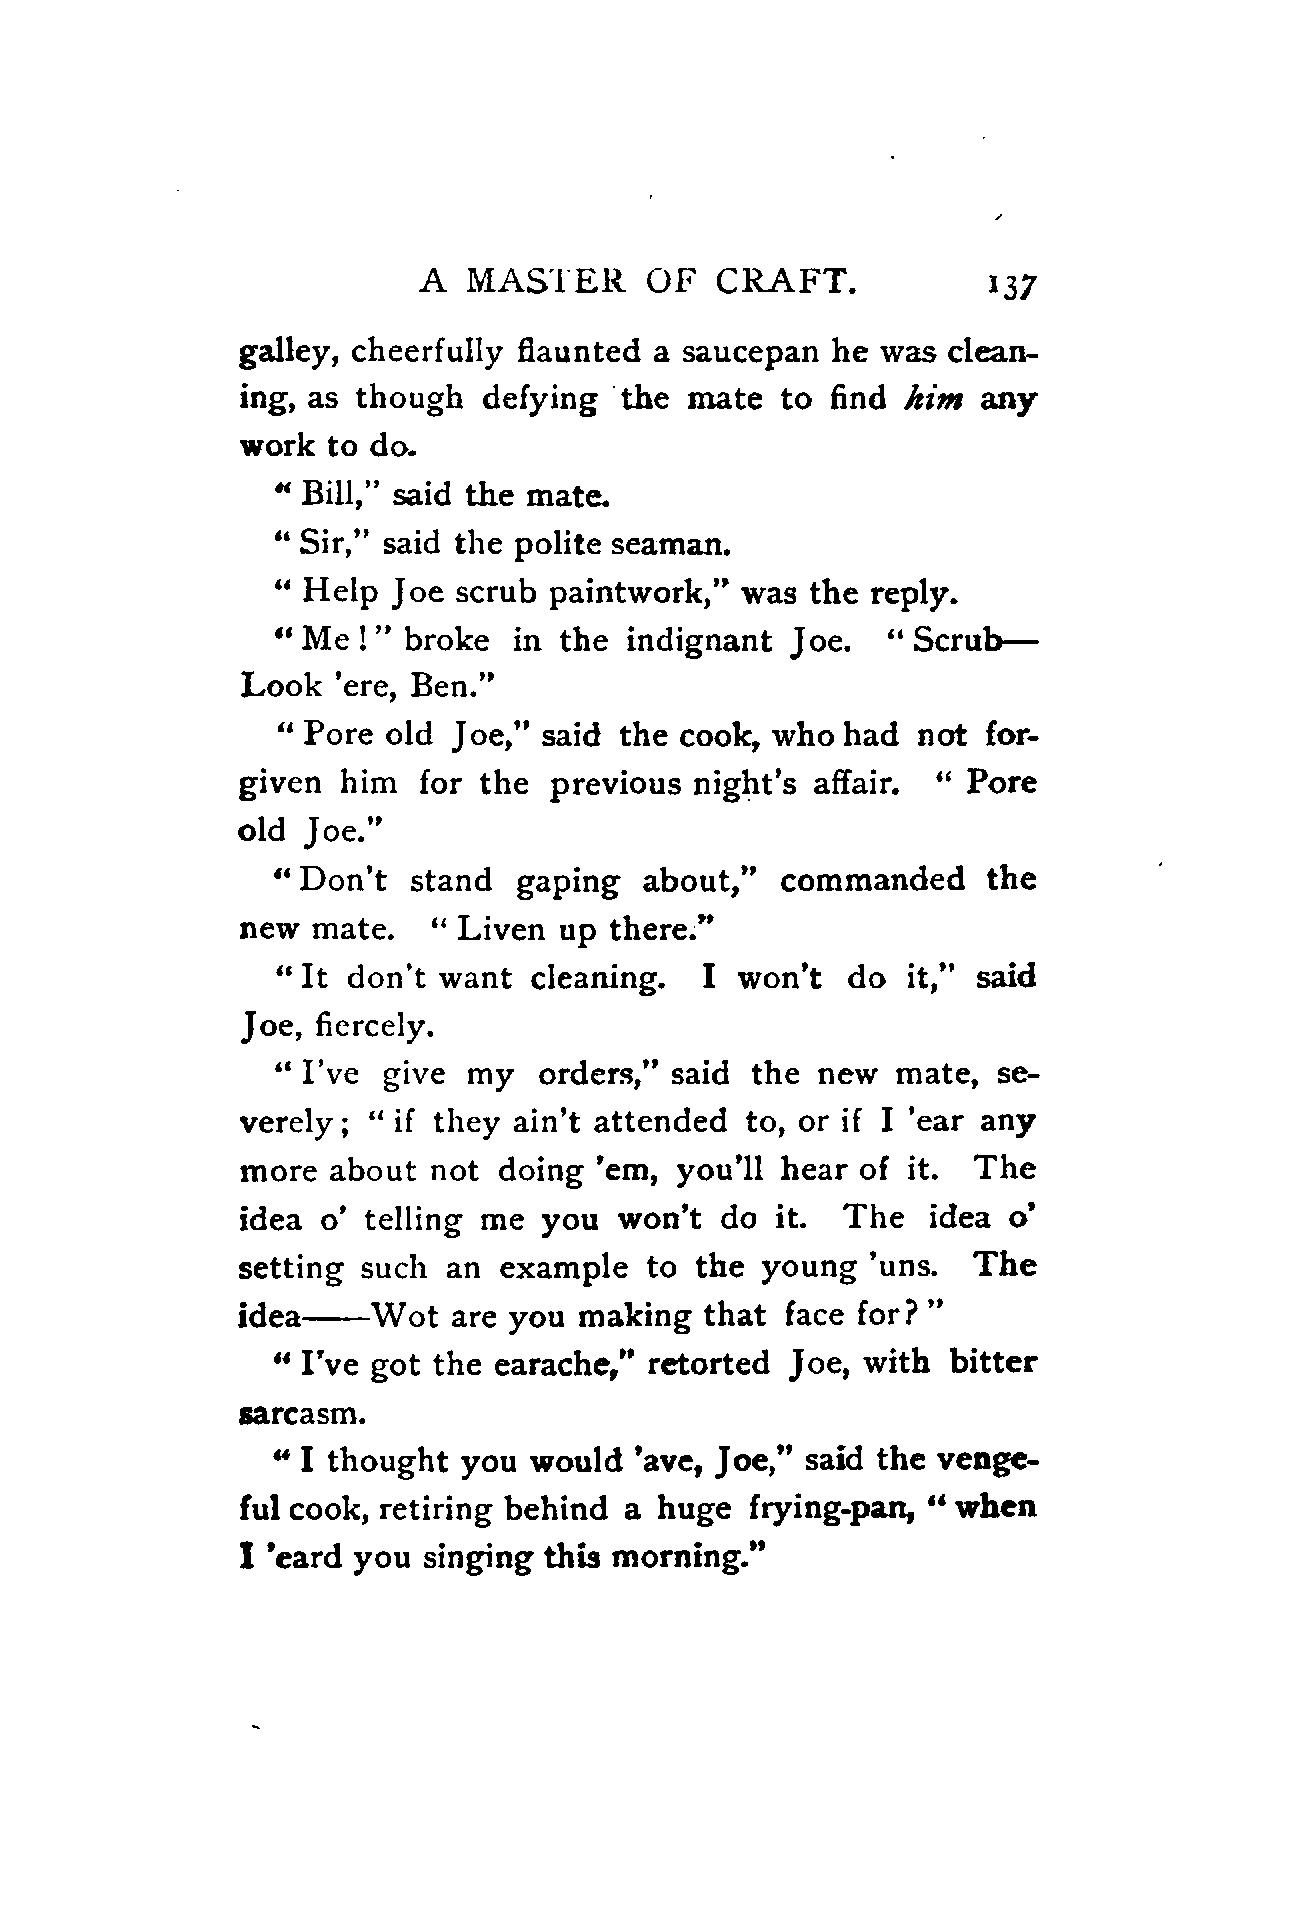 A MASTER OF CRAFT. 137
galley, cheerfully flaunted a saucepan he was clean-
ing, as though defying the mate to find him any
work to do.
" Bill," said the mate.
" Sir," said the polite seaman.
" Help Joe scrub paintwork," was the reply.
" Me ! " broke in the indignant Joe. " Scrub—
Look 'ere, Ben."
" Pore old Joe," said the cook, who had not for-
given him for the previous night's affair. " Pore
old Joe."
" Don't stand gaping about," commanded the
new mate. " Liven up there."
" It don't want cleaning. I won't do it," said
Joe, fiercely.
" I've give my orders," said the new mate, se-
verely ; " if they ain't attended to, or if I 'ear any
more about not doing 'em, you'll hear of it. The
idea o' telling me you won't do it. The idea o'
setting such an example to the young 'uns. The
idea——Wot are you making that face for ? "
" I've got the earache," retorted Joe, with bitter
sarcasm.
" I thought you would 'ave, Joe," said the venge-
ful cook, retiring behind a huge frying-pan, " when
I 'eard you singing this morning."